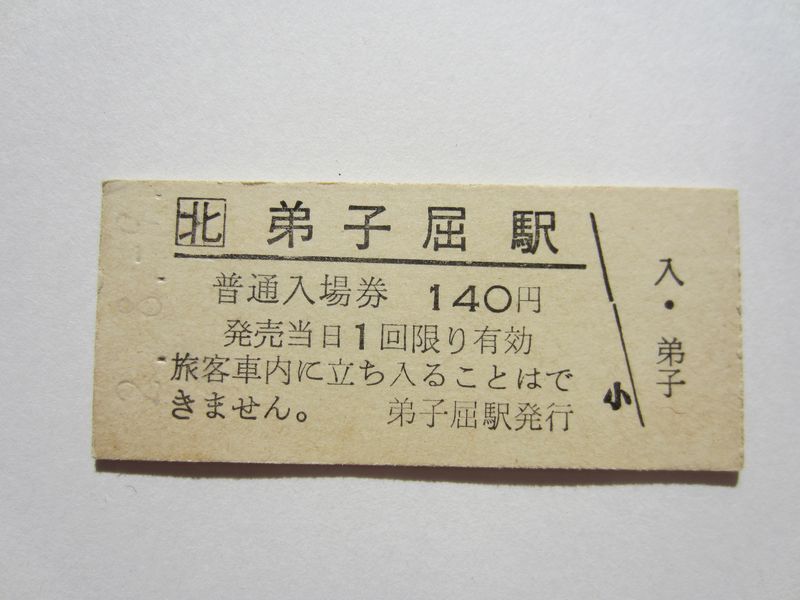 北 弟子屈駅
普通入場券 140円
発売当日1回限り有効
旅客車内に立ち入ることはで
きません。 弟子屈駅発行
小
入・弟子